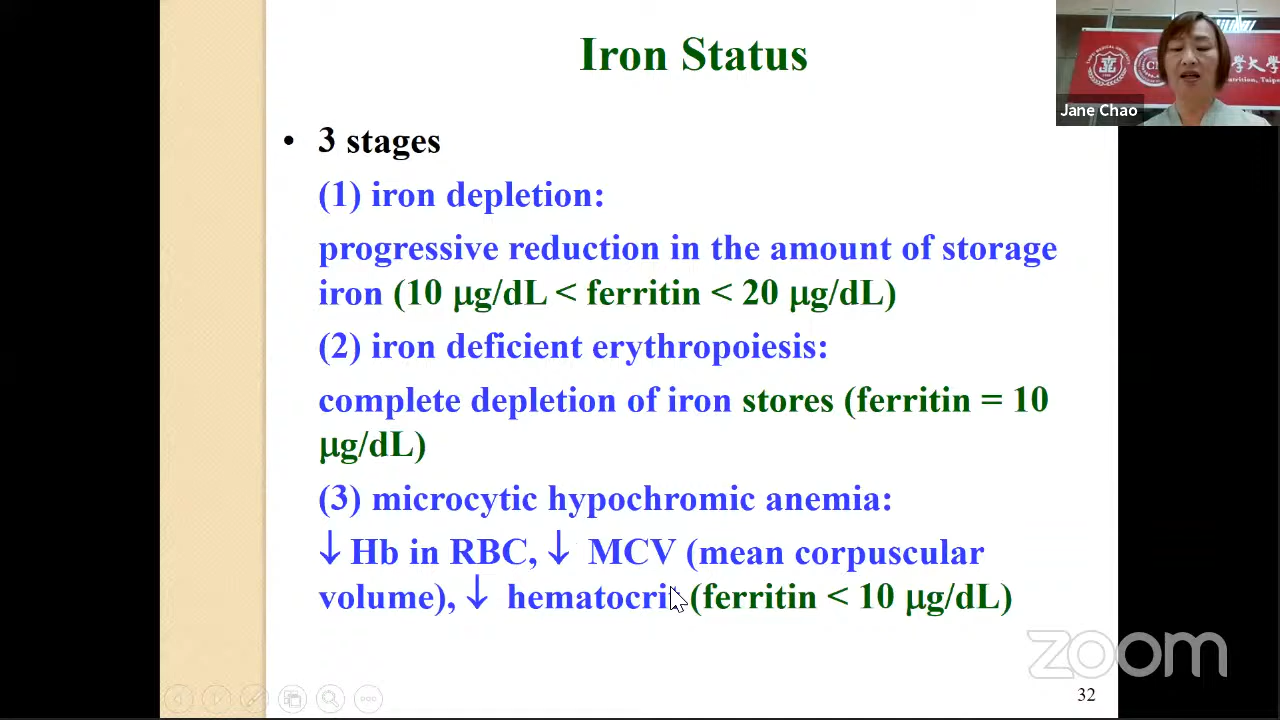 Iron Status
Jane Chao
• 3 stages
(1) iron depletion:
progressive reduction in the amount of storage
iron (10 μg/dL < ferritin < 20 μg/dL)
(2) iron deficient erythropoiesis:
complete depletion of iron stores (ferritin = 10
μg/dL)
(3) microcytic hypochromic anemia:
↓ Hb in RBC, ↓ MCV (mean corpuscular
volume), ↓ hematocrit (ferritin < 10 μg/dL)
zoom
32